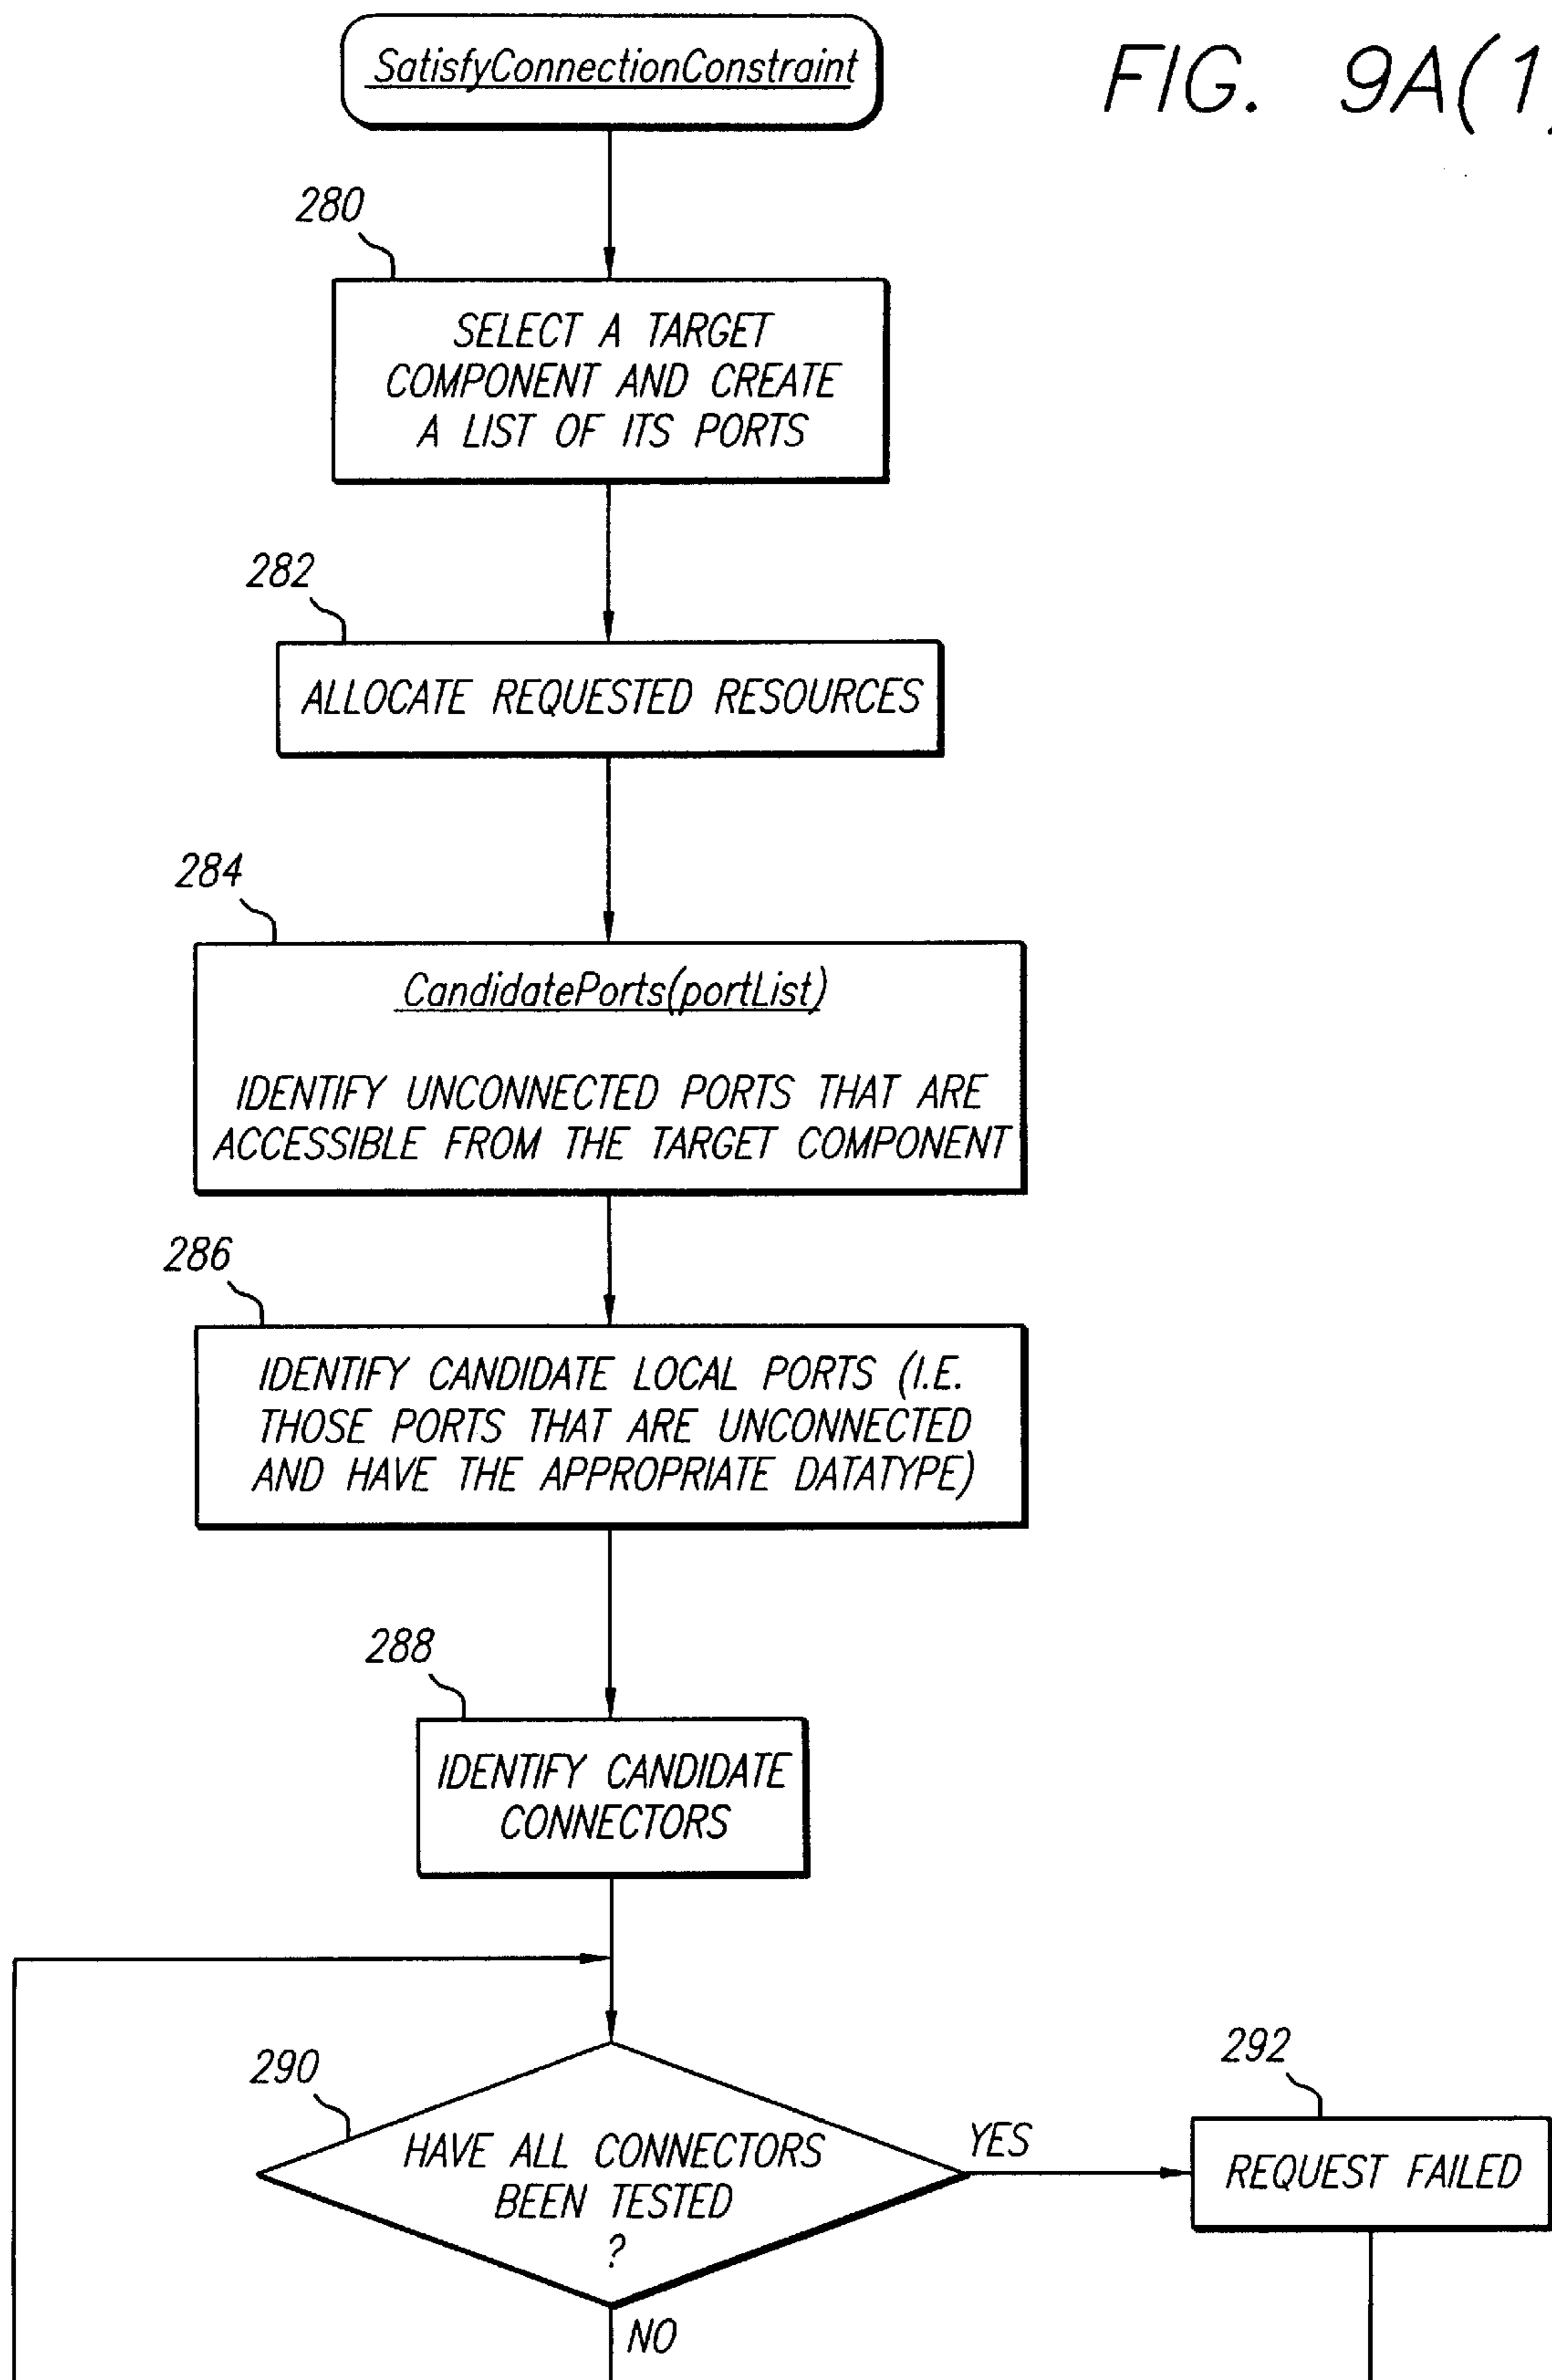 SatisfyConnectionConstraint
FIG. 9A(1)
280
SELECT A TARGET
COMPONENT AND CREATE
A LIST OF ITS PORTS
282
ALLOCATE REQUESTED RESOURCES
284
CandidatePorts(portList)
IDENTIFY UNCONNECTED PORTS THAT ARE
ACCESSIBLE FROM THE TARGET COMPONENT
286
IDENTIFY CANDIDATE LOCAL PORTS (I.E.
THOSE PORTS THAT ARE UNCONNECTED
AND HAVE THE APPROPRIATE DATATYPE)
288
IDENTIFY CANDIDATE
CONNECTORS
290
HAVE ALL CONNECTORS
BEEN TESTED
?
YES
292
REQUEST FAILED
NO